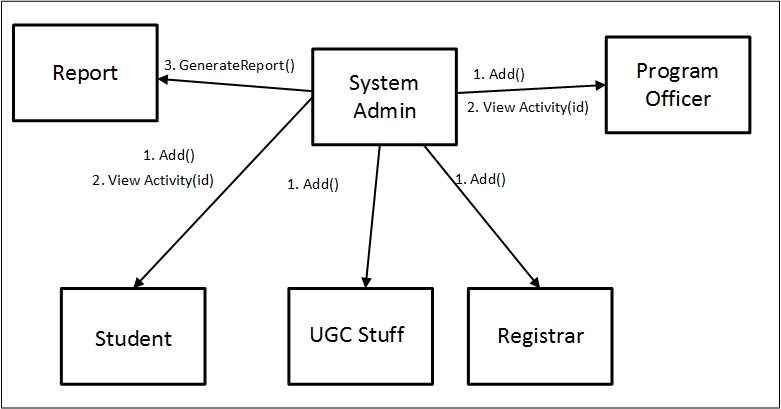 Report
3. GenerateReport()
System
Admin
1. Add()
2. View Activity(id)
Program
Officer
1. Add()
2. View Activity(id)
1. Add()
1. Add()
Student
UGC Stuff
Registrar